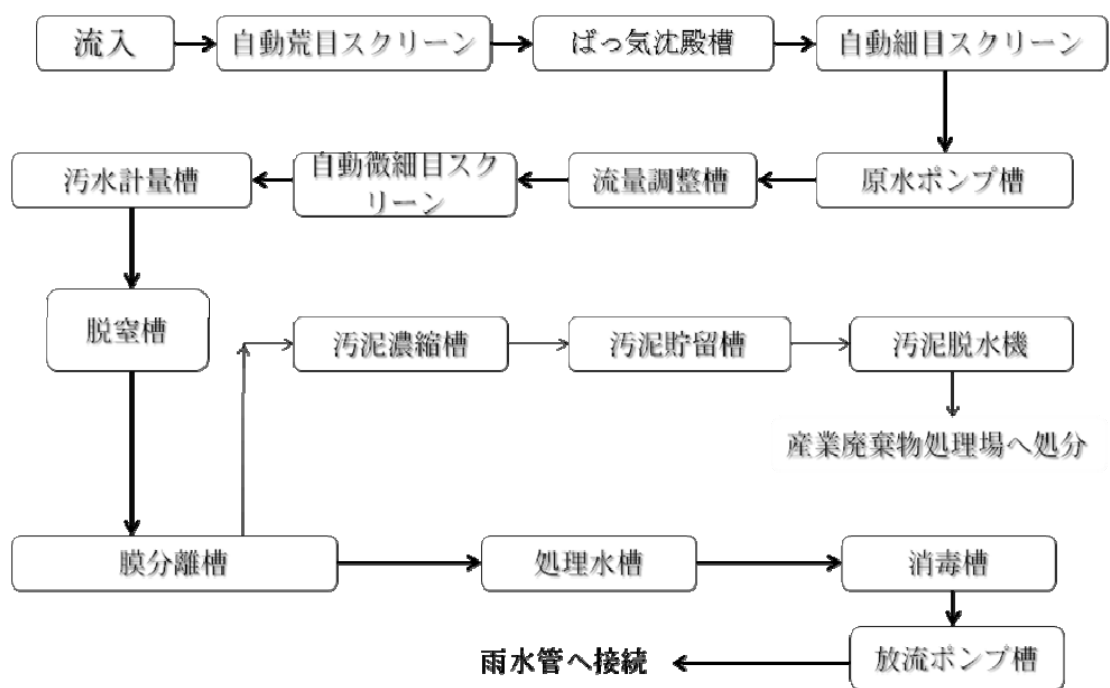 流入
自動荒目スクリーン
ばっ気沈殿槽
自動細目スクリーン
汚水計量槽
自動微細目スク
リーン
流量調整槽
原水ポンプ槽
脱窒槽
汚泥濃縮槽
汚泥貯留槽
汚泥脱水機
産業廃棄物処理場へ処分
膜分離槽
処理水槽
消毒槽
雨水管へ接続
放流ポンプ槽